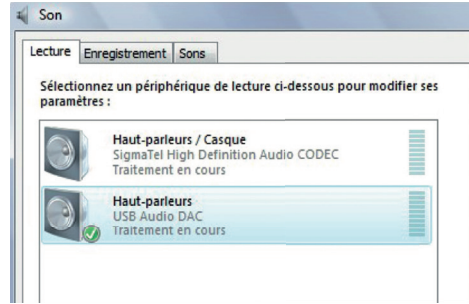 Son
Lecture Enregistrement Sons
Sélectionnez un périphérique de lecture ci-dessous pour modifier ses
paramètres :
Haut-parleurs / Casque
SigmaTel High Definition Audio CODEC
Traitement en cours
Haut-parleurs
USB Audio DAC
Traitement en cours